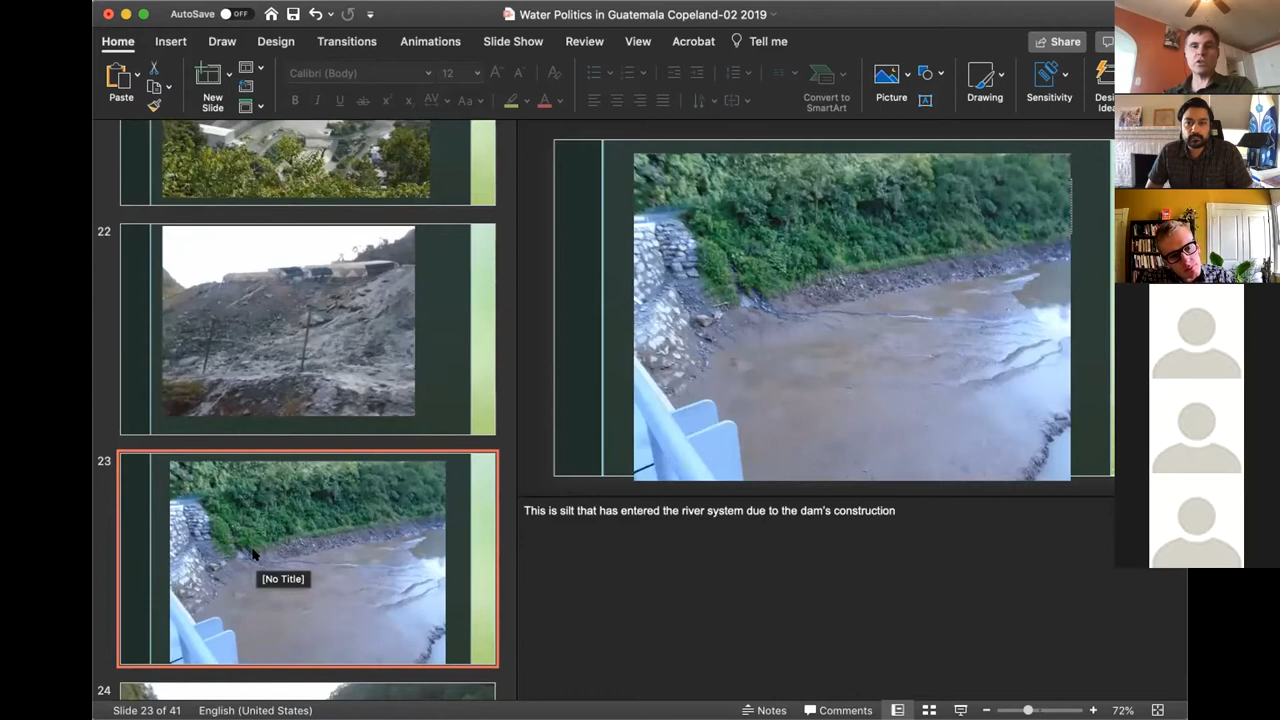 AutoSave OFF
Water Politics in Guatemala Copeland-02 2019
Home Insert Draw Design Transitions Animations Slide Show Review View Acrobat Tell me Share
Calibri (Body) 12
Paste
New
Slide
Convert to
SmartArt
Picture
Drawing
Sensitivity
22
23
[No Title]
24
This is silt that has entered the river system due to the dam's construction
Slide 23 of 41 English (United States) Notes Comments 72%